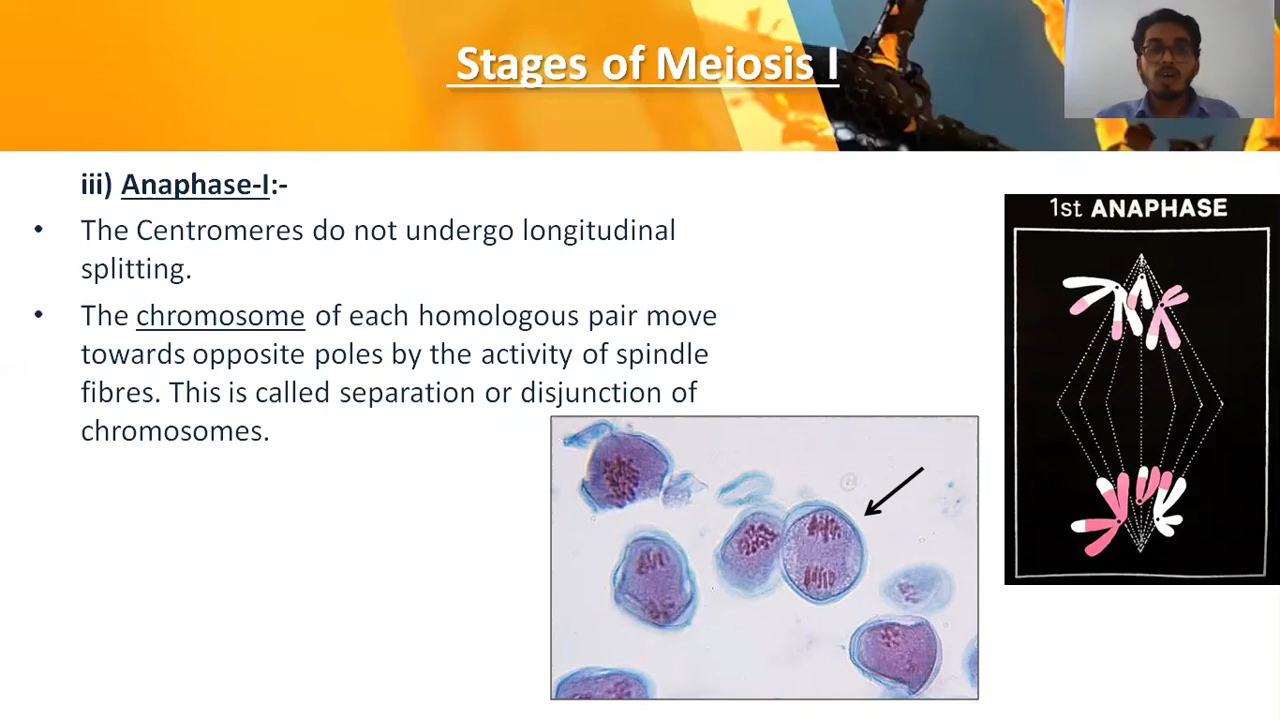 Stages of Meiosis I
iii) Anaphase-I:-
• The Centromeres do not undergo longitudinal
splitting.
• The chromosome of each homologous pair move
towards opposite poles by the activity of spindle
fibres. This is called separation or disjunction of
chromosomes.
1st ANAPHASE